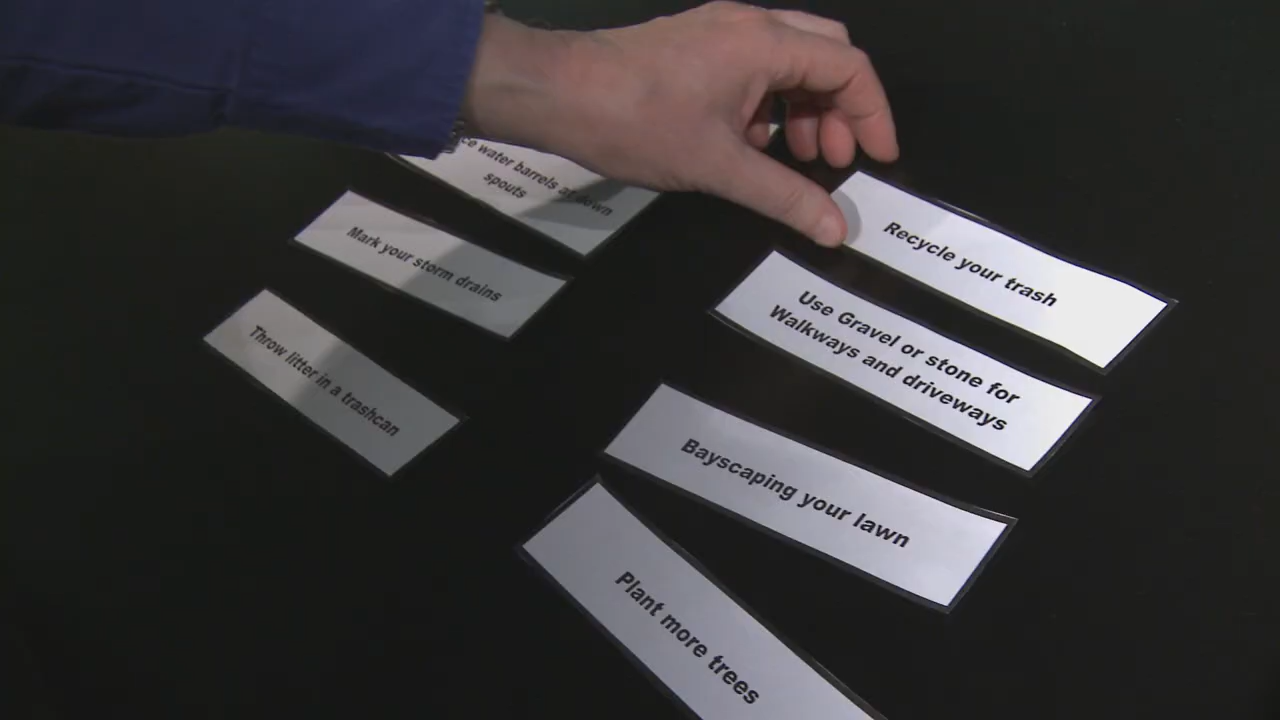 water barrels at down
spouts
Mark your storm drains
Throw litter in a trashcan
Recycle your trash
Use Gravel or stone for
Walkways and driveways
Bayscaping your lawn
Plant more trees